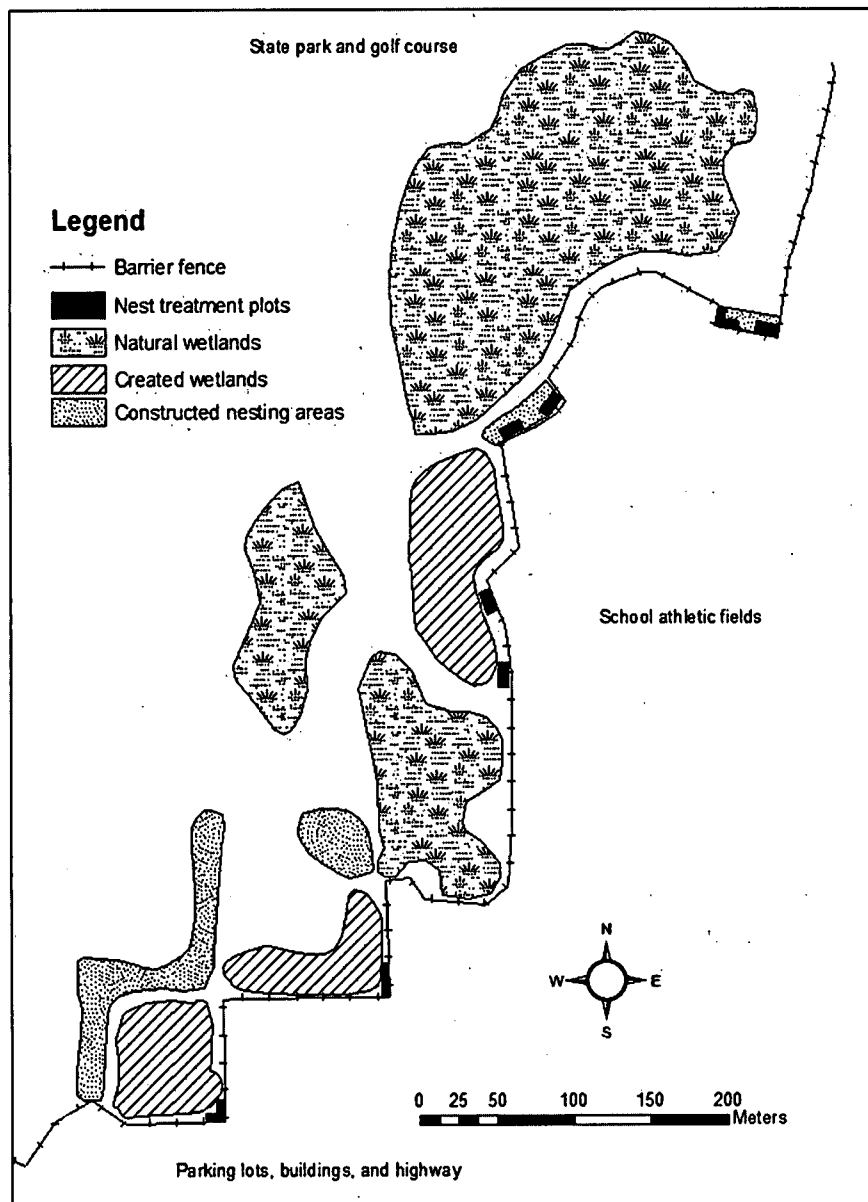 State park and golf course
Legend
Barrier fence
Nest treatment plots
Natural wetlands
Created wetlands
Constructed nesting areas
School athletic fields
N
W E
S
0 25 50 100 150 200
Meters
Parking lots, buildings, and highway